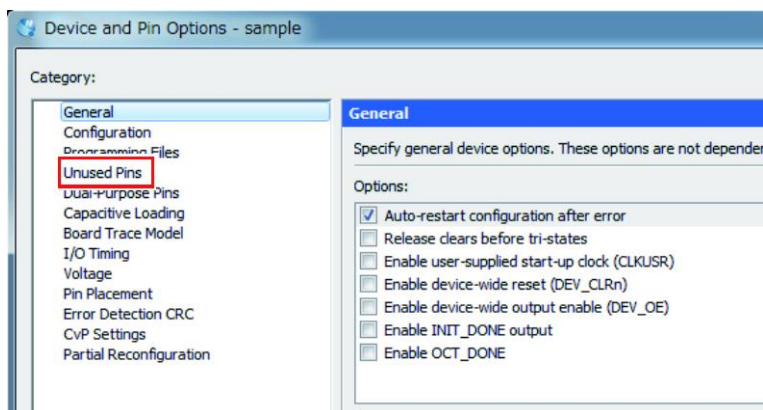 Device and Pin Options - sample
Category:
General
Configuration
Programming Files
Unused Pins
Dual-Purpose Pins
Capacitive Loading
Board Trace Model
I/O Timing
Voltage
Pin Placement
Error Detection CRC
CvP Settings
Partial Reconfiguration
General
Specify general device options. These options are not depender
Options:
Auto-restart configuration after error
Release clears before tri-states
Enable user-supplied start-up clock (CLKUSR)
Enable device-wide reset (DEV_CLRn)
Enable device-wide output enable (DEV_OE)
Enable INIT_DONE output
Enable OCT_DONE